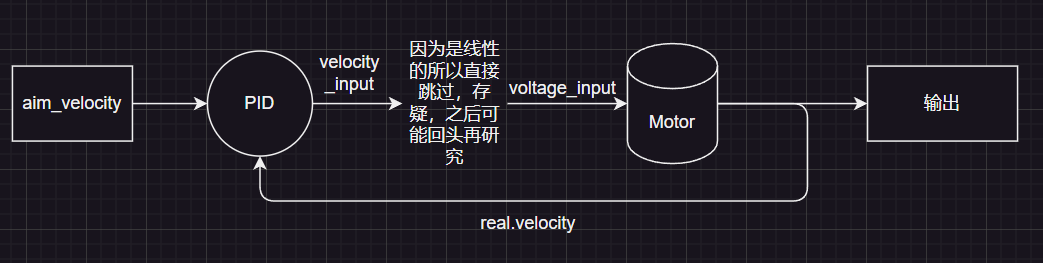 aim_velocity
PID
velocity
_input
因为是线性
的所以直接
跳过，存
疑，之后可
能回头再研
究
voltage_input
Motor
输出
real.velocity